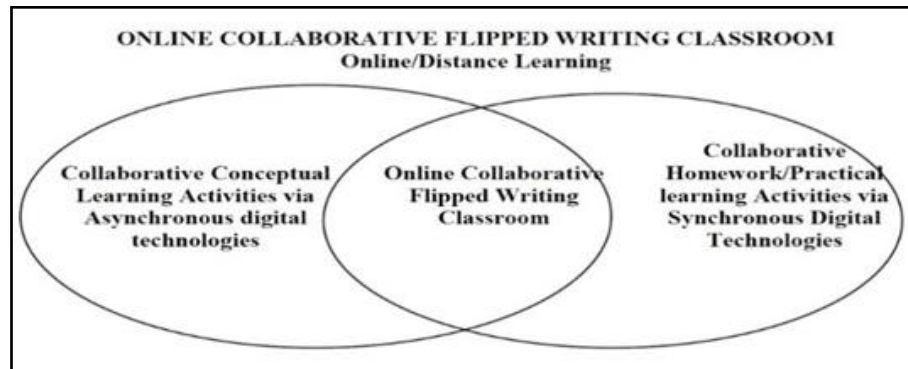 ONLINE COLLABORATIVE FLIPPED WRITING CLASSROOM
Online/Distance Learning
Collaborative Conceptual
Learning Activities via
Asynchronous digital
technologies
Online Collaborative
Flipped Writing
Classroom
Collaborative
Homework/Practical
learning Activities via
Synchronous Digital
Technologies